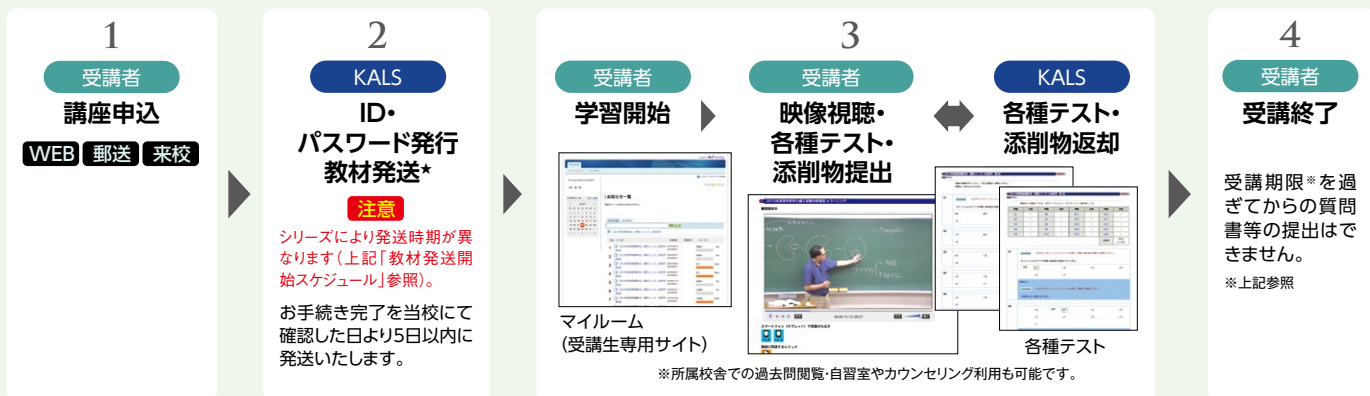 1
受講者
講座申込
WEB 郵送 来校
2
KALS
ID・
パスワード発行
教材発送★
注意
シリーズにより発送時期が異
なります(上記「教材発送開
始スケジュール」参照)。
お手続き完了を当校にて
確認した日より5日以内に
発送いたします。
3
受講者
学習開始
マイルーム
(受講生専用サイト)
受講者
映像視聴・
各種テスト・
添削物提出
KALS
各種テスト・
添削物返却
各種テスト
※所属校舎での過去問閲覧・自習室やカウンセリング利用も可能です。
4
受講者
受講終了
受講期限※を過
ぎてからの質問
書等の提出はで
きません。
※上記参照